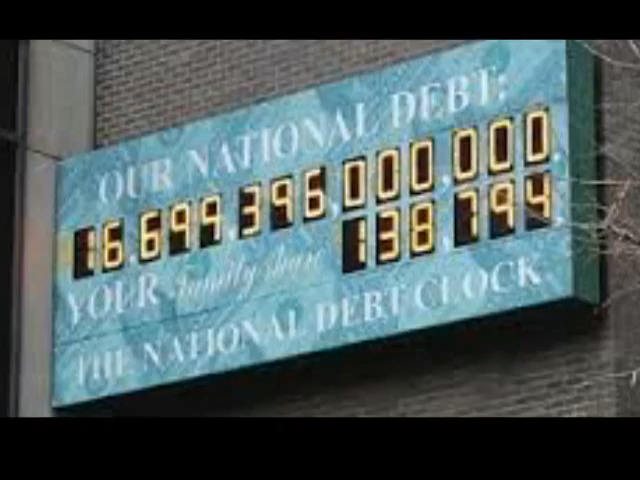 OUR NATIONAL DEBT:
16,699,396,000,000.
YOUR family share 138,794.
THE NATIONAL DEBT CLOCK